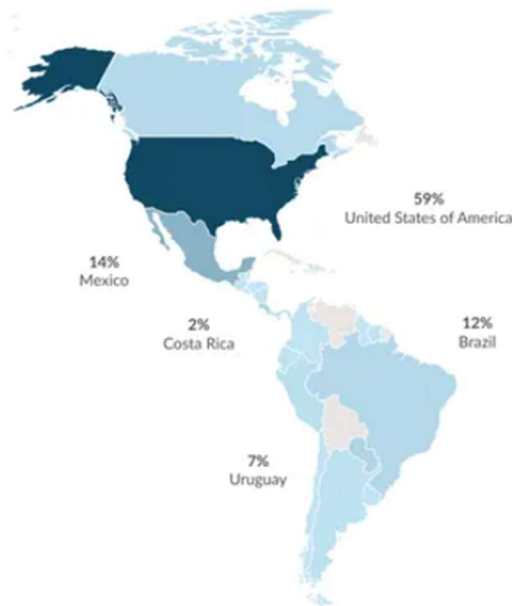 59%
United States of America
14%
Mexico
2%
Costa Rica
12%
Brazil
7%
Uruguay